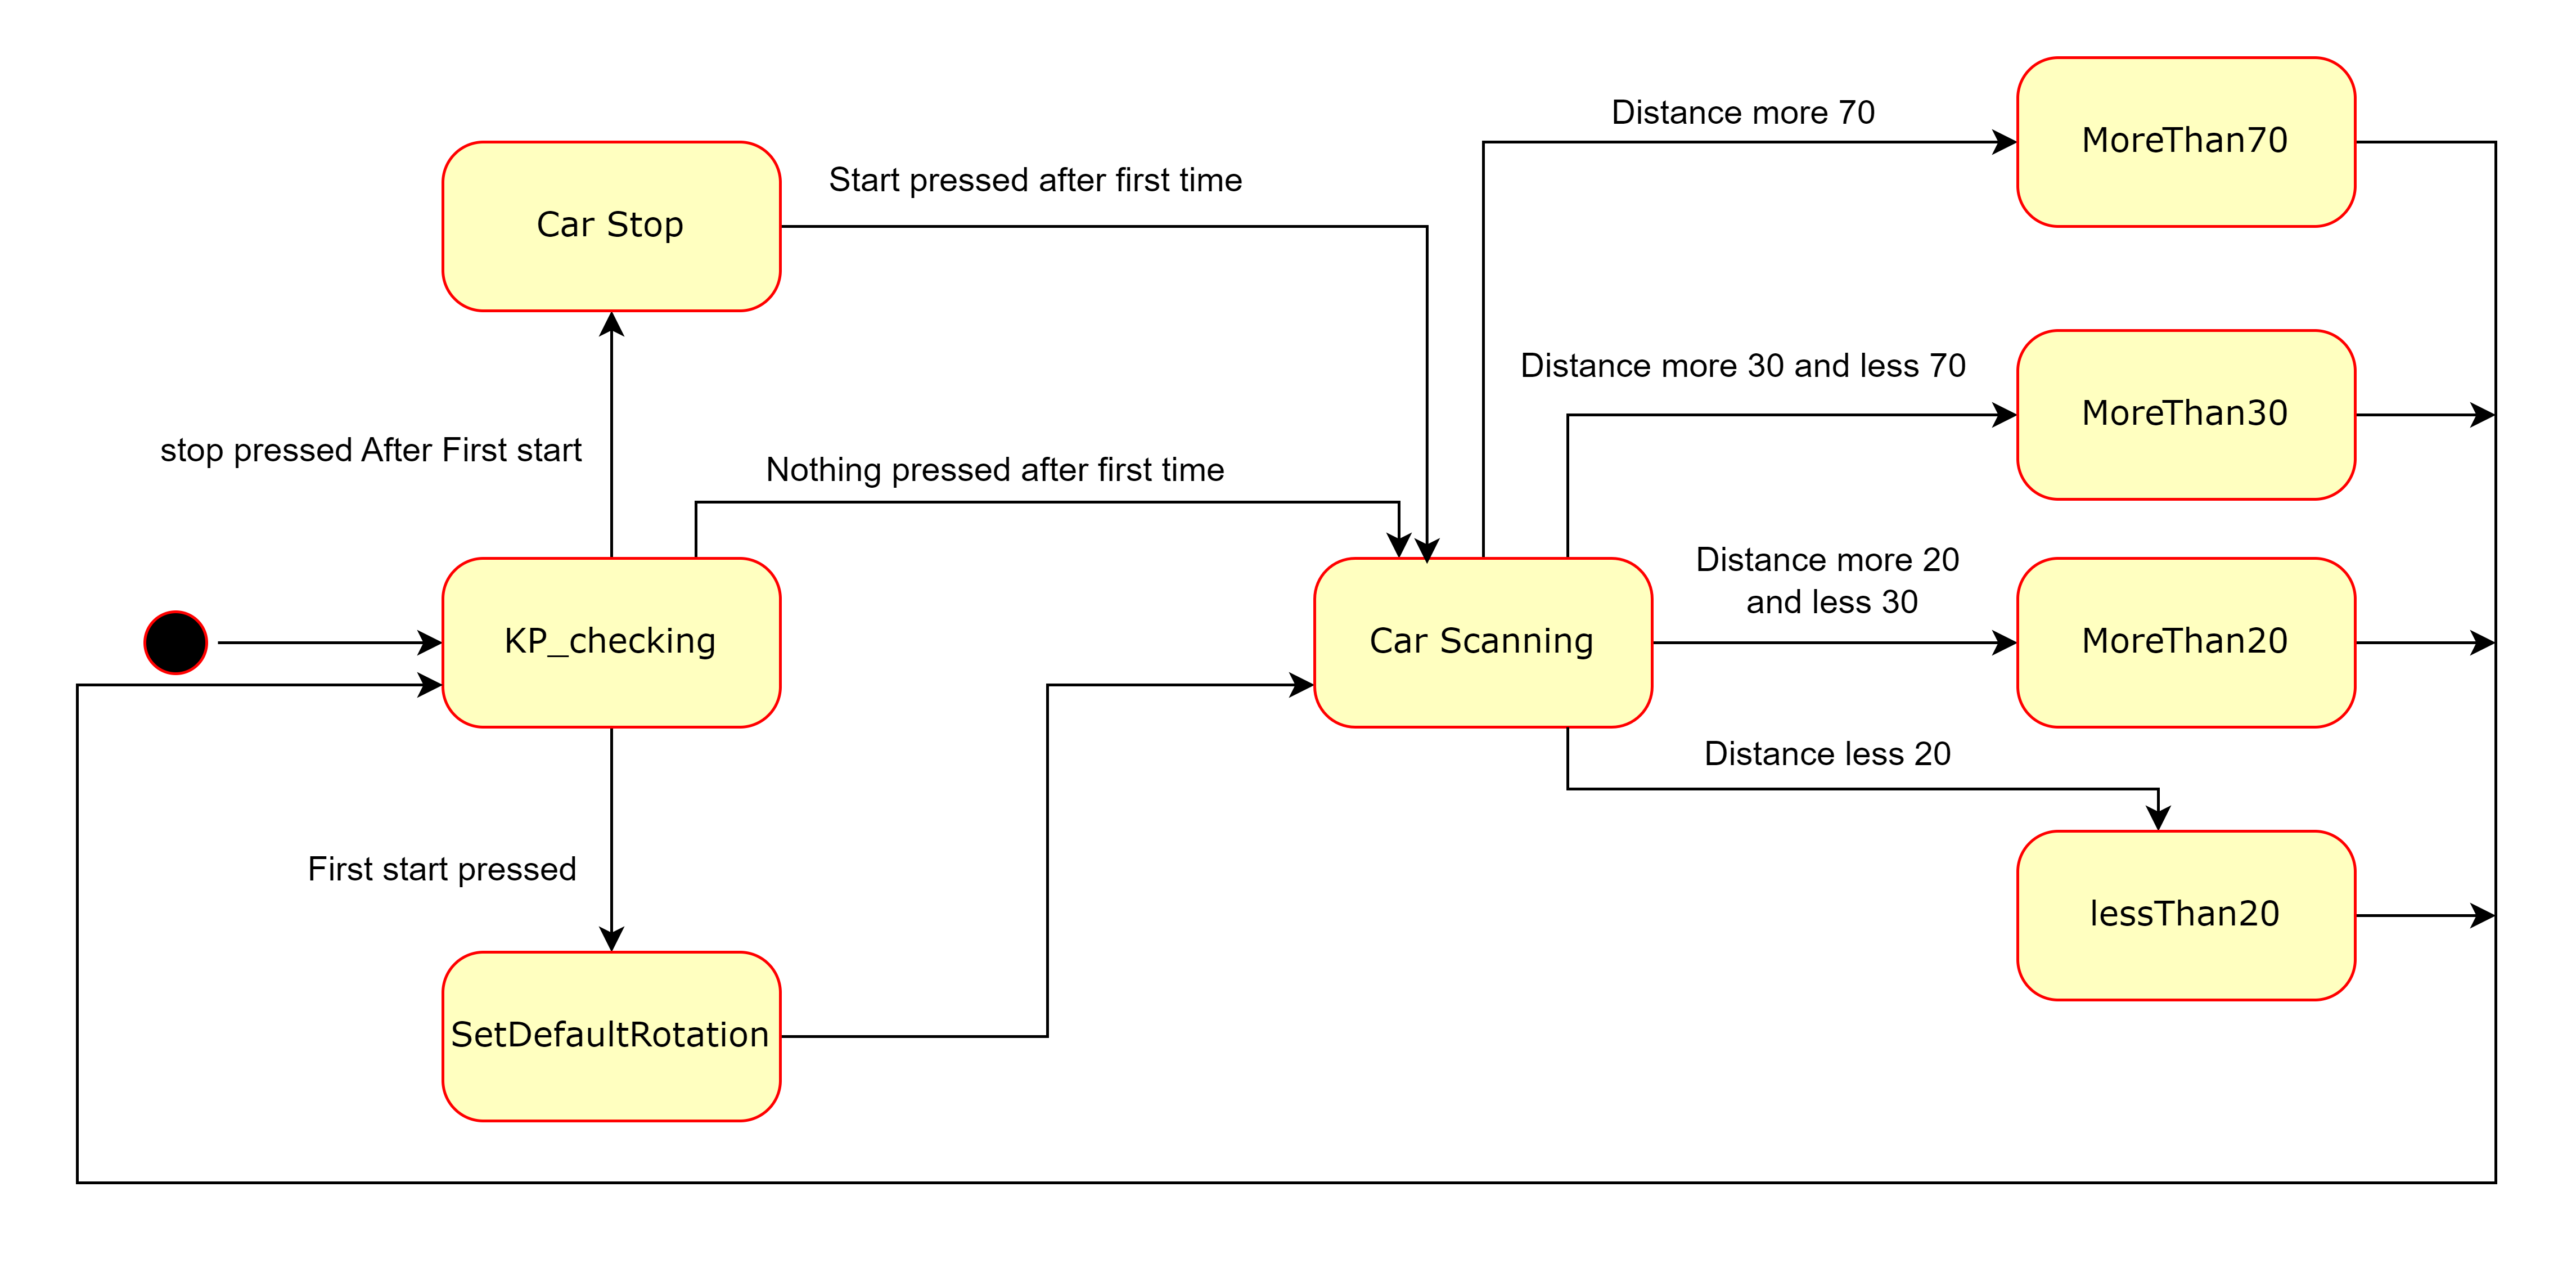 Distance more 70
MoreThan70
Car Stop
Start pressed after first time
Distance more 30 and less 70
MoreThan30
stop pressed After First start
Nothing pressed after first time
Distance more 20
and less 30
KP_checking
Car Scanning
MoreThan20
Distance less 20
First start pressed
lessThan20
SetDefaultRotation